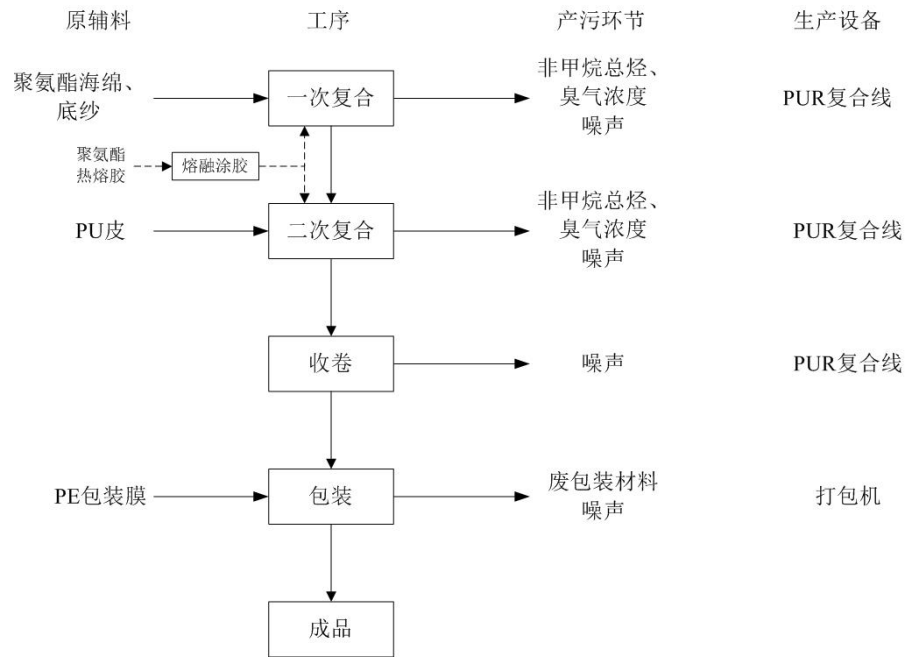 原辅料 工序 产污环节 生产设备
聚氨酯海绵、
底纱
一次复合
非甲烷总烃、
臭气浓度
噪声
PUR复合线
聚氨酯
热熔胶
熔融涂胶
PU皮
二次复合
非甲烷总烃、
臭气浓度
噪声
PUR复合线
收卷
噪声
PUR复合线
PE包装膜
包装
废包装材料
噪声
打包机
成品